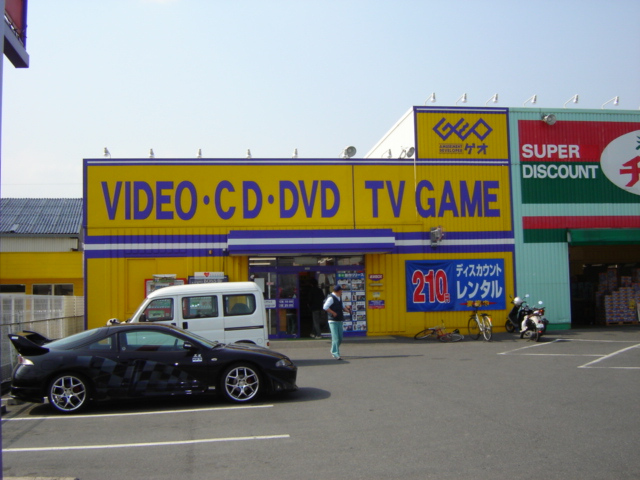 GEO
ゲオ
VIDEO・CD・DVD TV GAME
SUPER
DISCOUNT
210円
ディスカウント
レンタル